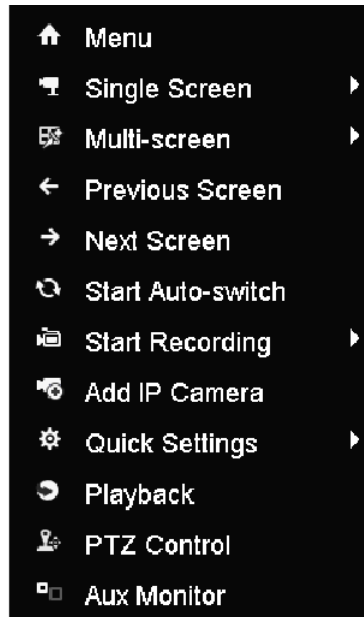 Menu
Single Screen
Multi-screen
Previous Screen
Next Screen
Start Auto-switch
Start Recording
Add IP Camera
Quick Settings
Playback
PTZ Control
Aux Monitor